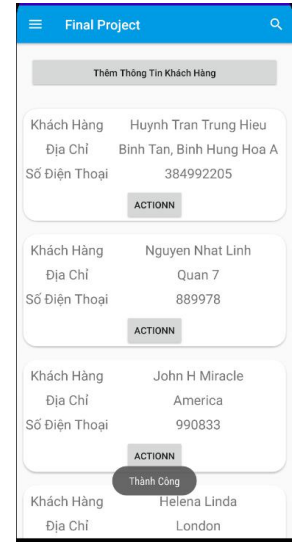 Final Project
Thêm Thông Tin Khách Hàng
Khách Hàng Huynh Tran Trung Hieu
Địa Chỉ Binh Tan, Binh Hung Hoa A
Số Điện Thoại 384992205
ACTIONN
Khách Hàng Nguyen Nhat Linh
Địa Chỉ Quan 7
Số Điện Thoại 889978
ACTIONN
Khách Hàng John H Miracle
Địa Chỉ America
Số Điện Thoại 990833
ACTIONN
Thành Công
Khách Hàng Helena Linda
Địa Chỉ London